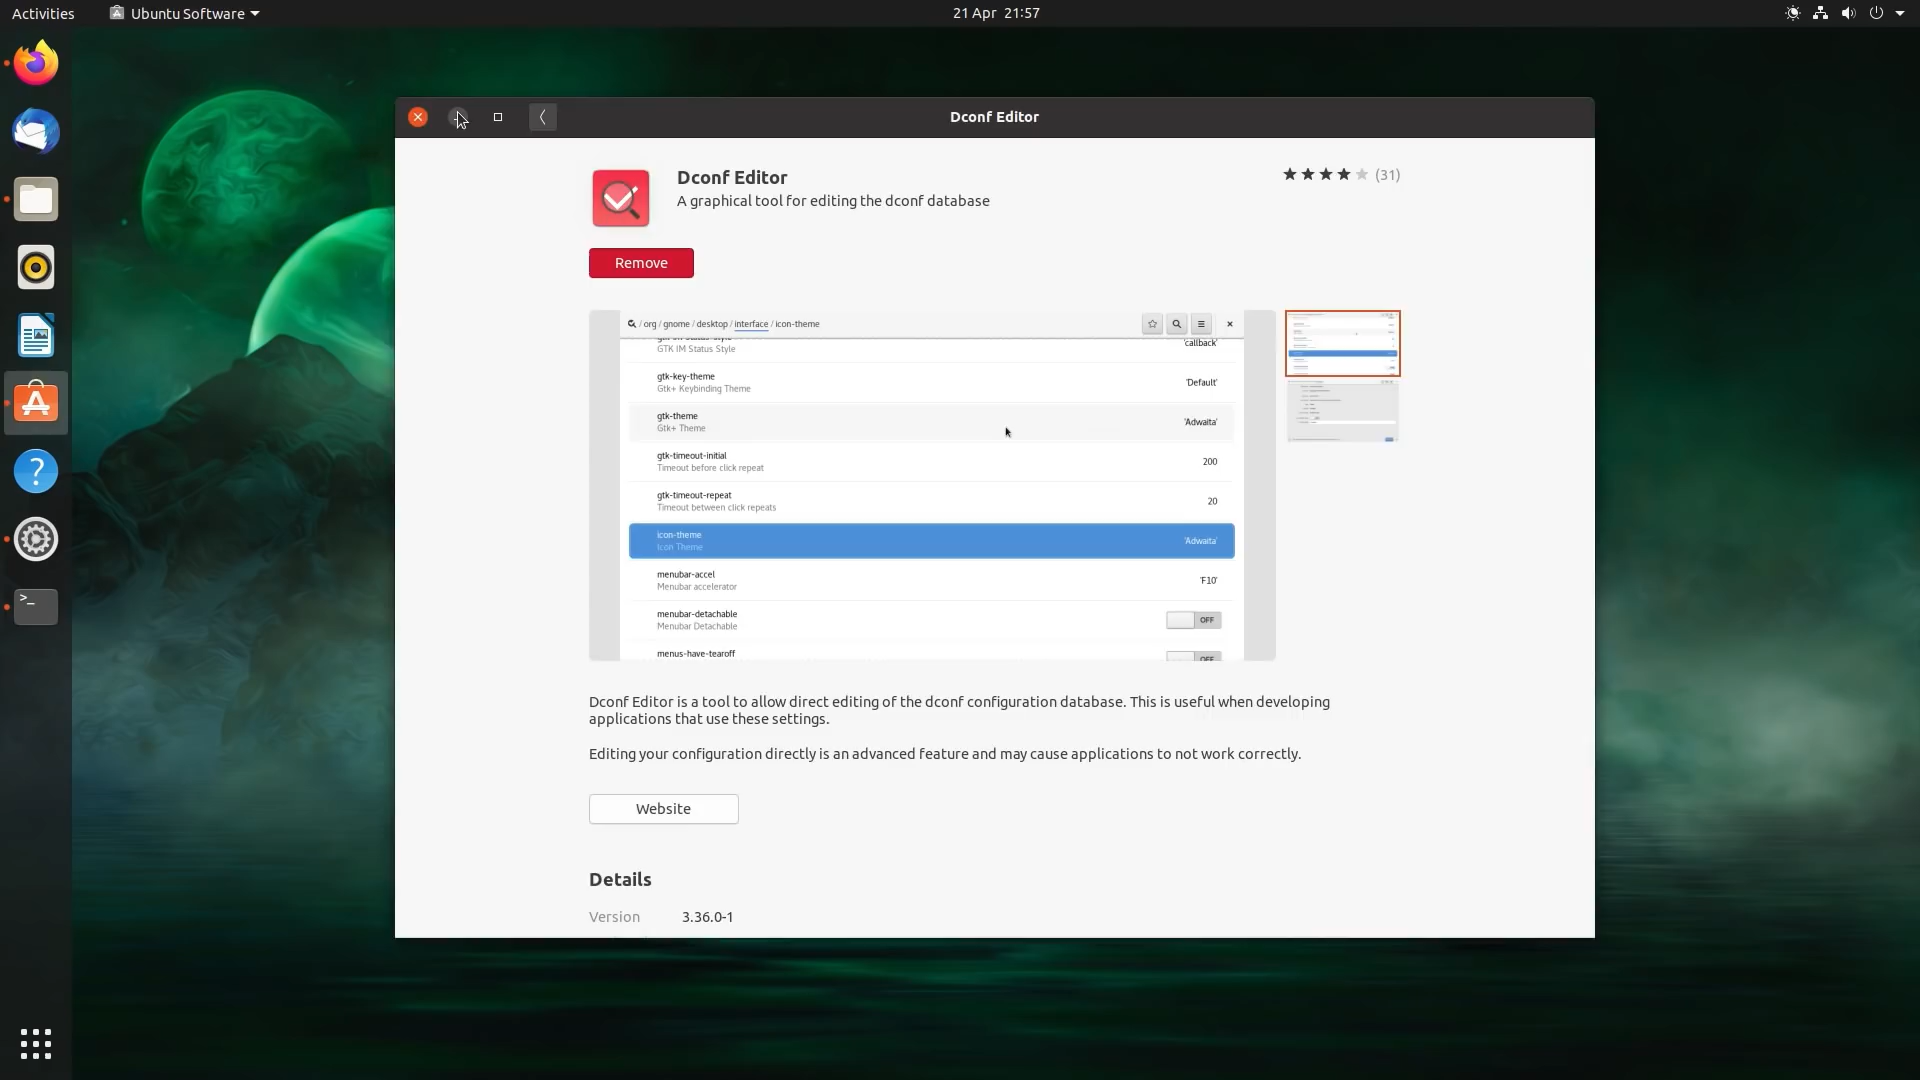 Activities
Ubuntu Software
21 Apr 21:57
Dconf Editor
Dconf Editor
A graphical tool for editing the dconf database
(31)
Remove
/ org / gnome / desktop / interface / icon-theme
'callback'
GTK IM Status Style
gtk-key-theme
Gtk+ Keybinding Theme
'Default'
gtk-theme
Gtk+ Theme
'Adwaita'
gtk-timeout-initial
Timeout before click repeat
200
gtk-timeout-repeat
Timeout between click repeats
20
icon-theme
Icon Theme
'Adwaita'
menubar-accel
Menubar accelerator
'F10'
menubar-detachable
Menubar Detachable
OFF
menus-have-tearoff
OFF
Dconf Editor is a tool to allow direct editing of the dconf configuration database. This is useful when developing
applications that use these settings.
Editing your configuration directly is an advanced feature and may cause applications to not work correctly.
Website
Details
Version 3.36.0-1